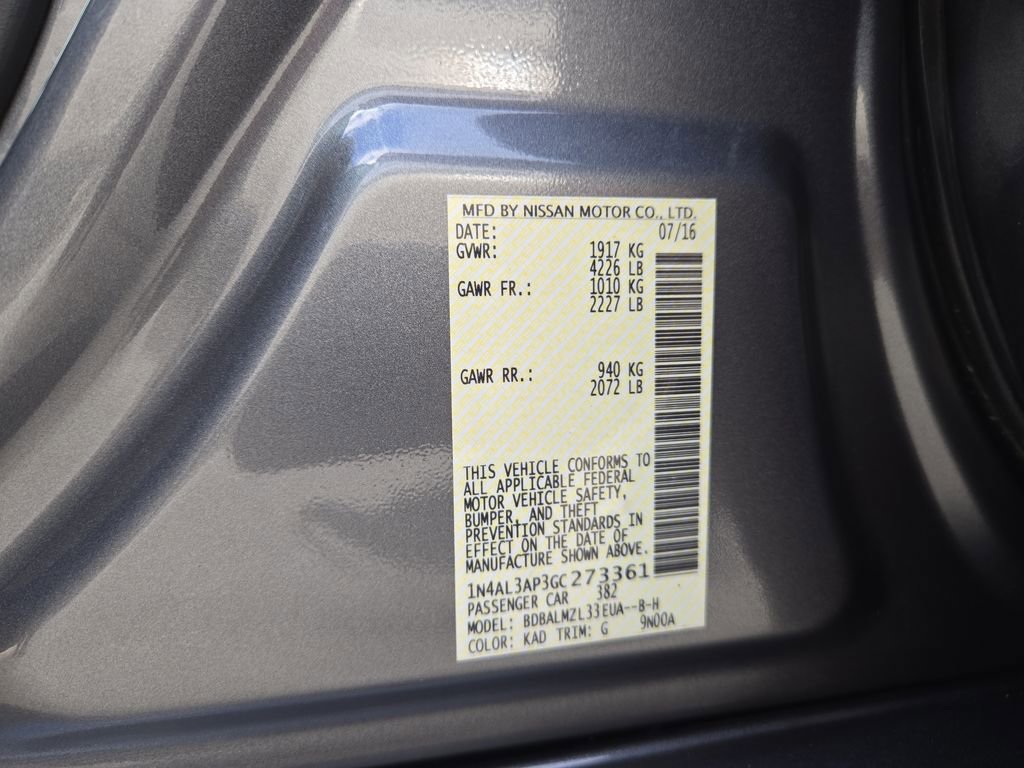 MFD BY NISSAN MOTOR CO., LTD.
DATE: 07/16
GVWR: 1917 KG
4226 LB
GAWR FR.: 1010 KG
2227 LB
GAWR RR.: 940 KG
2072 LB
THIS VEHICLE CONFORMS TO
ALL APPLICABLE FEDERAL
MOTOR VEHICLE SAFETY,
BUMPER, AND THEFT
PREVENTION STANDARDS IN
EFFECT ON THE DATE OF
MANUFACTURE SHOWN ABOVE.
1N4AL3AP3GC273361
PASSENGER CAR 382
MODEL: BDBALMZL33EUA--B-H
COLOR: KAD TRIM: G 9N00A